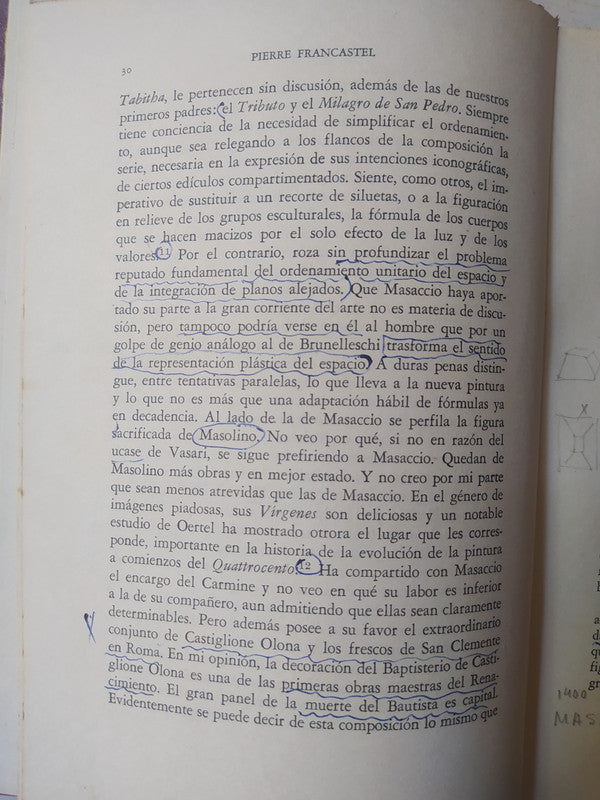 30
PIERRE FRANCASTEL
Tabitha, le pertenecen sin discusión, además de las de nuestros
primeros padres: el Tributo y el Milagro de San Pedro. Siempre
tiene conciencia de la necesidad de simplificar el ordenamien-
to, aunque sea relegando a los flancos de la composición la
serie, necesaria en la expresión de sus intenciones iconográficas,
de ciertos edículos compartimentados. Siente, como otros, el im-
perativo de sustituir a un recorte de siluetas, o a la figuración
en relieve de los grupos esculturales, la fórmula de los cuerpos
que se hacen macizos por el solo efecto de la luz y de los
valores11. Por el contrario, roza sin profundizar el problema
reputado fundamental del ordenamiento unitario del espacio y
de la integración de planos alejados. Que Masaccio haya apor-
tado su parte a la gran corriente del arte no es materia de discu-
sión, pero tampoco podría verse en él al hombre que por un
golpe de genio análogo al de Brunelleschi trasforma el sentido
de la representación plástica del espacio. A duras penas distin-
gue, entre tentativas paralelas, lo que lleva a la nueva pintura
y lo que no es más que una adaptación hábil de fórmulas ya
en decadencia. Al lado de la de Masaccio se perfila la figura
sacrificada de Masolino. No veo por qué, si no en razón del
ucase de Vasari, se sigue prefiriendo a Masaccio. Quedan de
Masolino más obras y en mejor estado. Y no creo por mi parte
que sean menos atrevidas que las de Masaccio. En el género de
imágenes piadosas, sus Vírgenes son deliciosas y un notable
estudio de Oertel ha mostrado otrora el lugar que les corres-
ponde, importante en la historia de la evolución de la pintura
a comienzos del Quattrocento12. Ha compartido con Masaccio
el encargo del Carmine y no veo en qué su labor es inferior
a la de su compañero, aun admitiendo que ellas sean claramente
determinables. Pero además posee a su favor el extraordinario
conjunto de Castiglione Olona y los frescos de San Clemente
en Roma. En mi opinión, la decoración del Baptisterio de Casti-
glione Olona es una de las primeras obras maestras del Rena-
cimiento. El gran panel de la muerte del Bautista es capital.
Evidentemente se puede decir de esta composición lo mismo que
1400
MAS